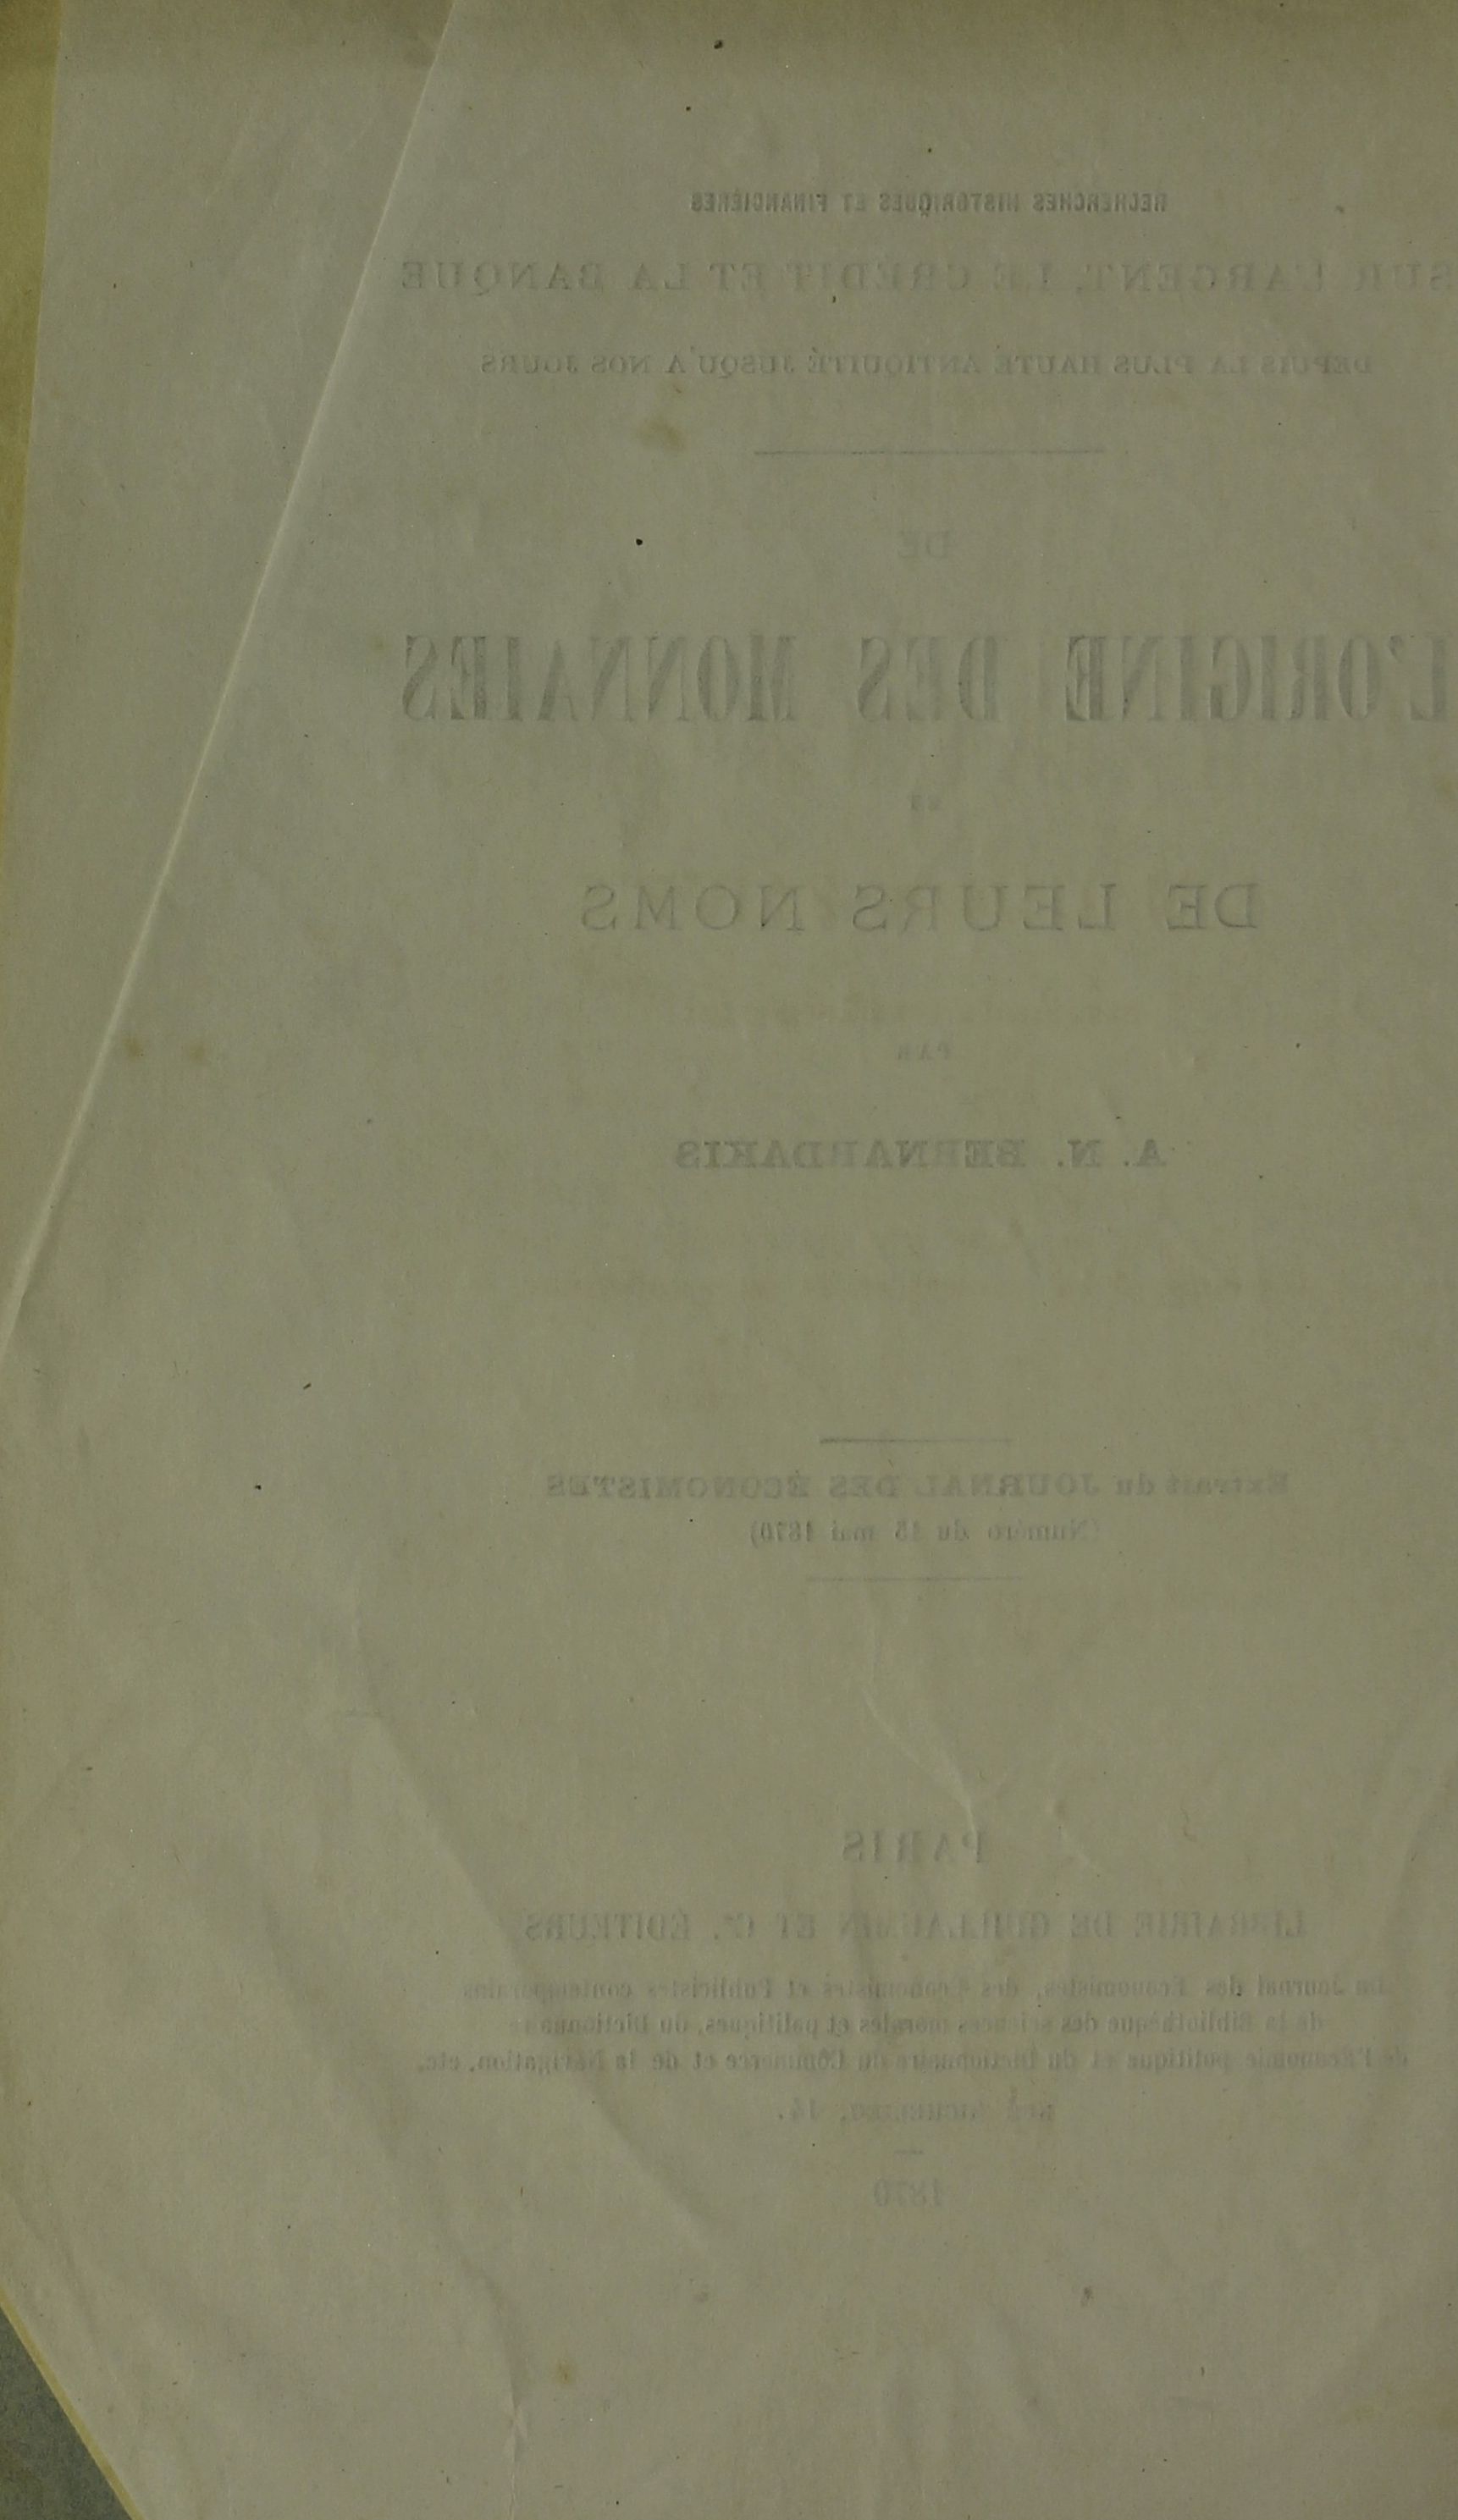 RECHERCHES HISTORIQUES ET FINANCIÈRES
SUR L'ARGENT, LE CRÉDIT ET LA BANQUE
DEPUIS LA PLUS HAUTE ANTIQUITÉ JUSQU'A NOS JOURS
DE
L'ORIGINE DES MONNAIES
ET
DE LEURS NOMS
PAR
A. N. BERNARDAKIS
Extrait du JOURNAL DES ÉCONOMISTES
(Numéro du 15 mai 1870)
PARIS
LIBRAIRIE DE GUILLAUMIN ET Cie, ÉDITEURS
Du Journal des Économistes, des Économistes et Publicistes contemporains
de la Bibliothèque des sciences morales et politiques, du Dictionnaire
de l'Économie politique et du Dictionnaire du Commerce et de la Navigation, etc.
RUE RICHELIEU, 14.
1870